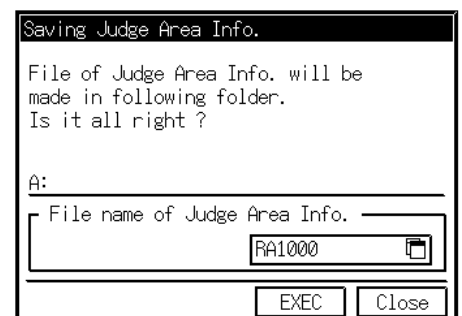 Saving Judge Area Info.
File of Judge Area Info. will be
made in following folder.
Is it all right ?
A:
File name of Judge Area Info.
RA1000
EXEC Close